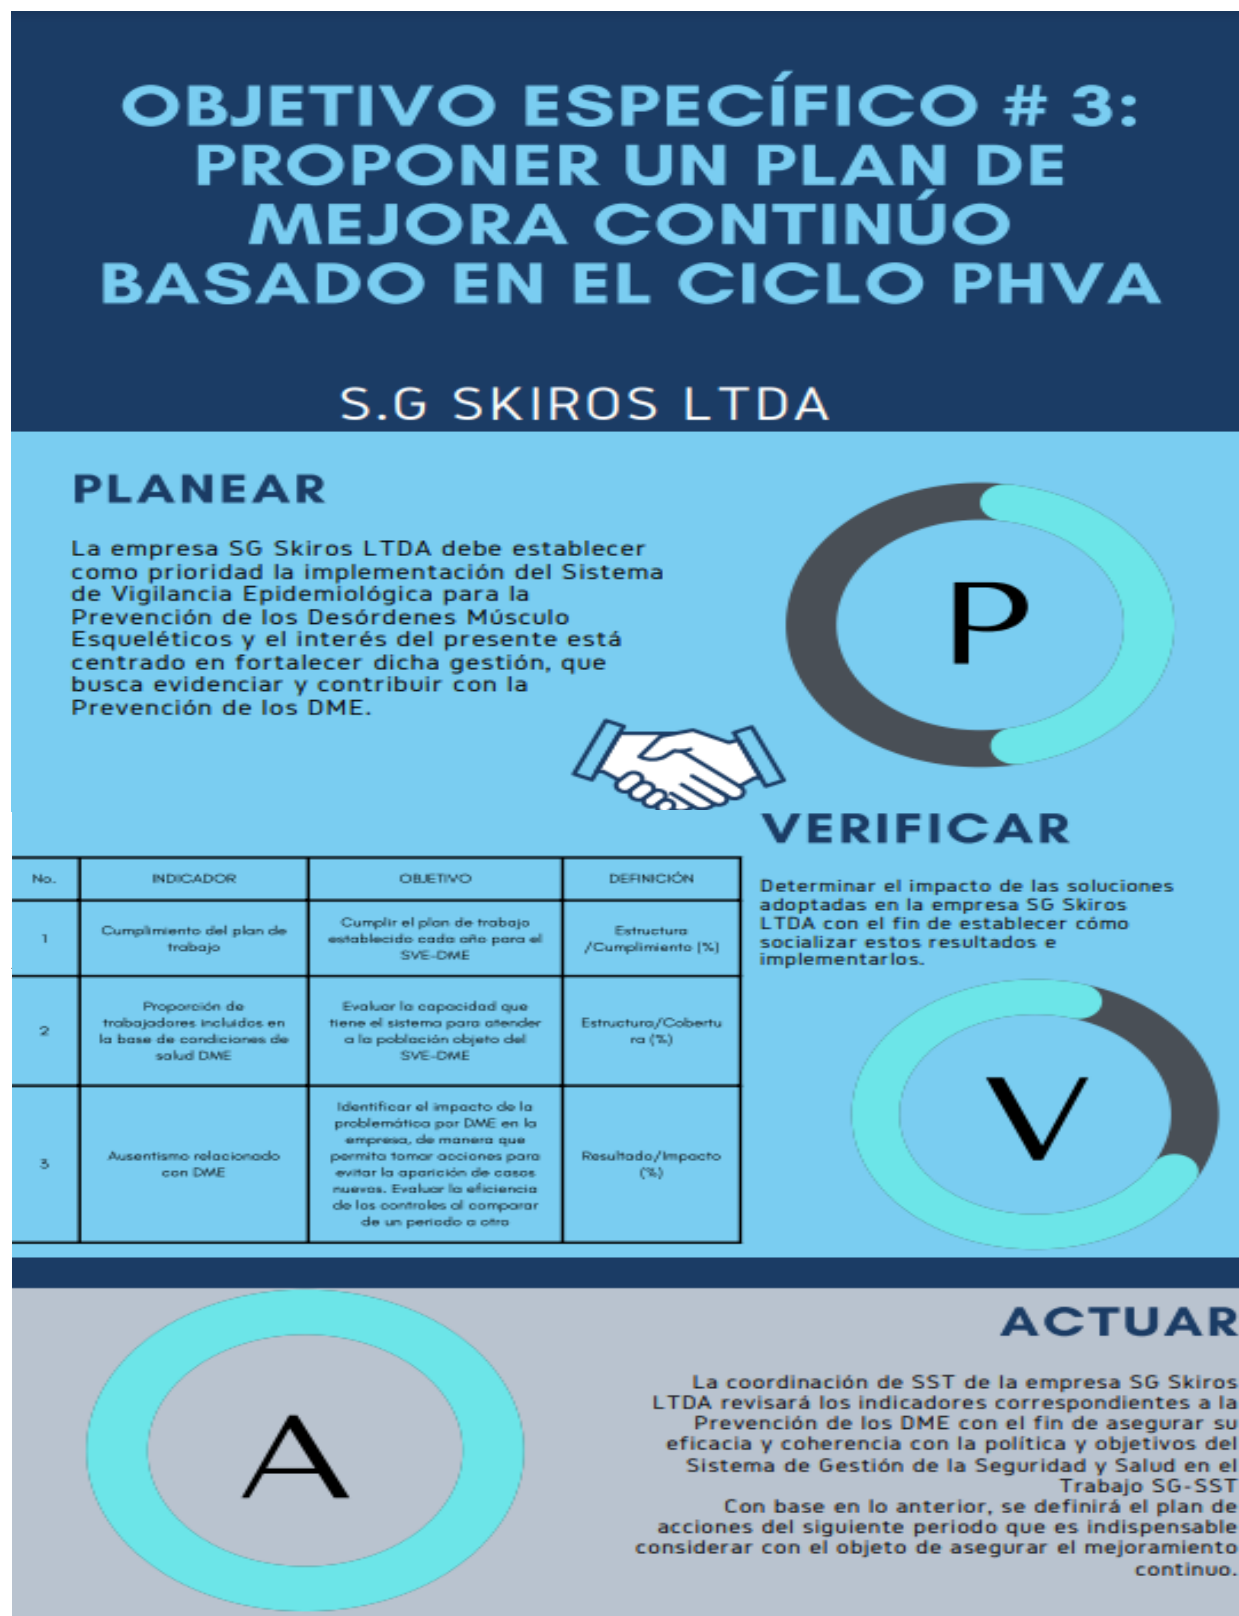 OBJETIVO ESPECÍFICO # 3:
PROPONER UN PLAN DE
MEJORA CONTINÚO
BASADO EN EL CICLO PHVA
S.G SKIROS LTDA
PLANEAR
La empresa SG Skiros LTDA debe establecer
como prioridad la implementación del Sistema
de Vigilancia Epidemiológica para la
Prevención de los Desórdenes Músculo
Esqueléticos y el interés del presente está
centrado en fortalecer dicha gestión, que
busca evidenciar y contribuir con la
Prevención de los DME.
P
VERIFICAR
Determinar el impacto de las soluciones
adoptadas en la empresa SG Skiros
LTDA con el fin de establecer cómo
socializar estos resultados e
implementarlos.
V
No.
INDICADOR
OBJETIVO
DEFINICIÓN
1
Cumplimiento del plan de
trabajo
Cumplir el plan de trabajo
establecido cada año para el
SVE-DME
Estructura
/Cumplimiento (%)
2
Proporción de
trabajadores incluidos en
la base de condiciones de
salud DME
Evaluar la capacidad que
tiene el sistema para atender
a la población objeto del
SVE-DME
Estructura/Cobertu
ra (%)
3
Ausentismo relacionado
con DME
Identificar el impacto de la
problemática por DME en la
empresa, de manera que
permita tomar acciones para
evitar la aparición de casos
nuevos. Evaluar la eficiencia
de los controles al comparar
de un periodo a otro
Resultado/Impacto
(%)
A
ACTUAR
La coordinación de SST de la empresa SG Skiros
LTDA revisará los indicadores correspondientes a la
Prevención de los DME con el fin de asegurar su
eficacia y coherencia con la política y objetivos del
Sistema de Gestión de la Seguridad y Salud en el
Trabajo SG-SST
Con base en lo anterior, se definirá el plan de
acciones del siguiente periodo que es indispensable
considerar con el objeto de asegurar el mejoramiento
continuo.